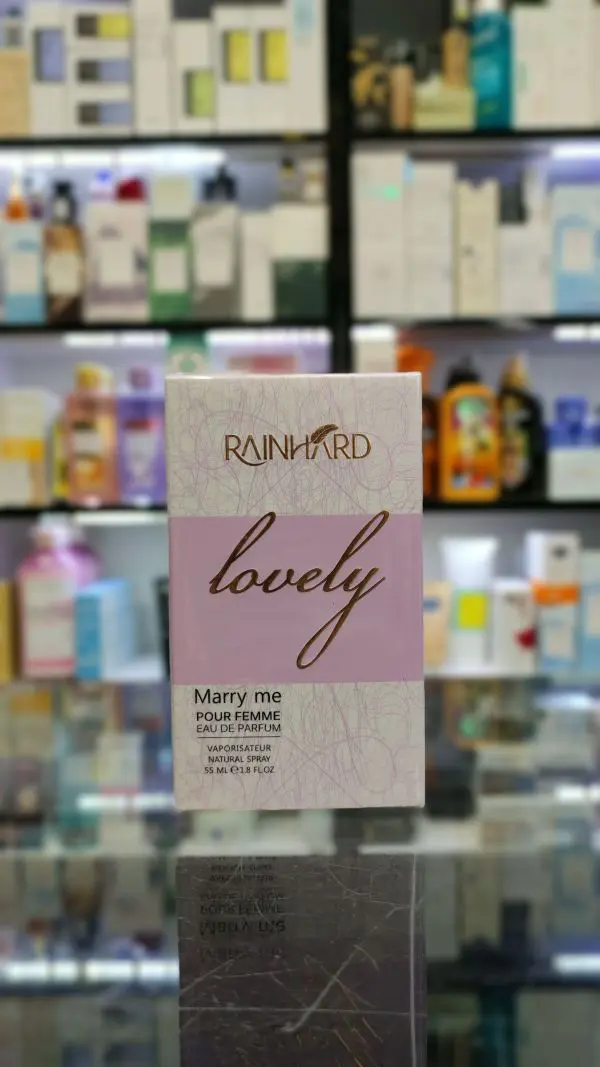 RAINHARD
lovely
Marry me
POUR FEMME
EAU DE PARFUM
VAPORISATEUR
NATURAL SPRAY
55 ML ℮ 1.8 FL.OZ